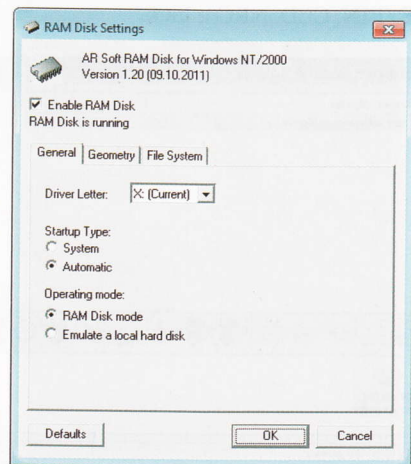 RAM Disk Settings
AR Soft RAM Disk for Windows NT/2000
Version 1.20 (09.10.2011)
Enable RAM Disk
RAM Disk is running
General Geometry File System
Driver Letter: X: (Current)
Startup Type:
System
Automatic
Operating mode:
RAM Disk mode
Emulate a local hard disk
Defaults OK Cancel